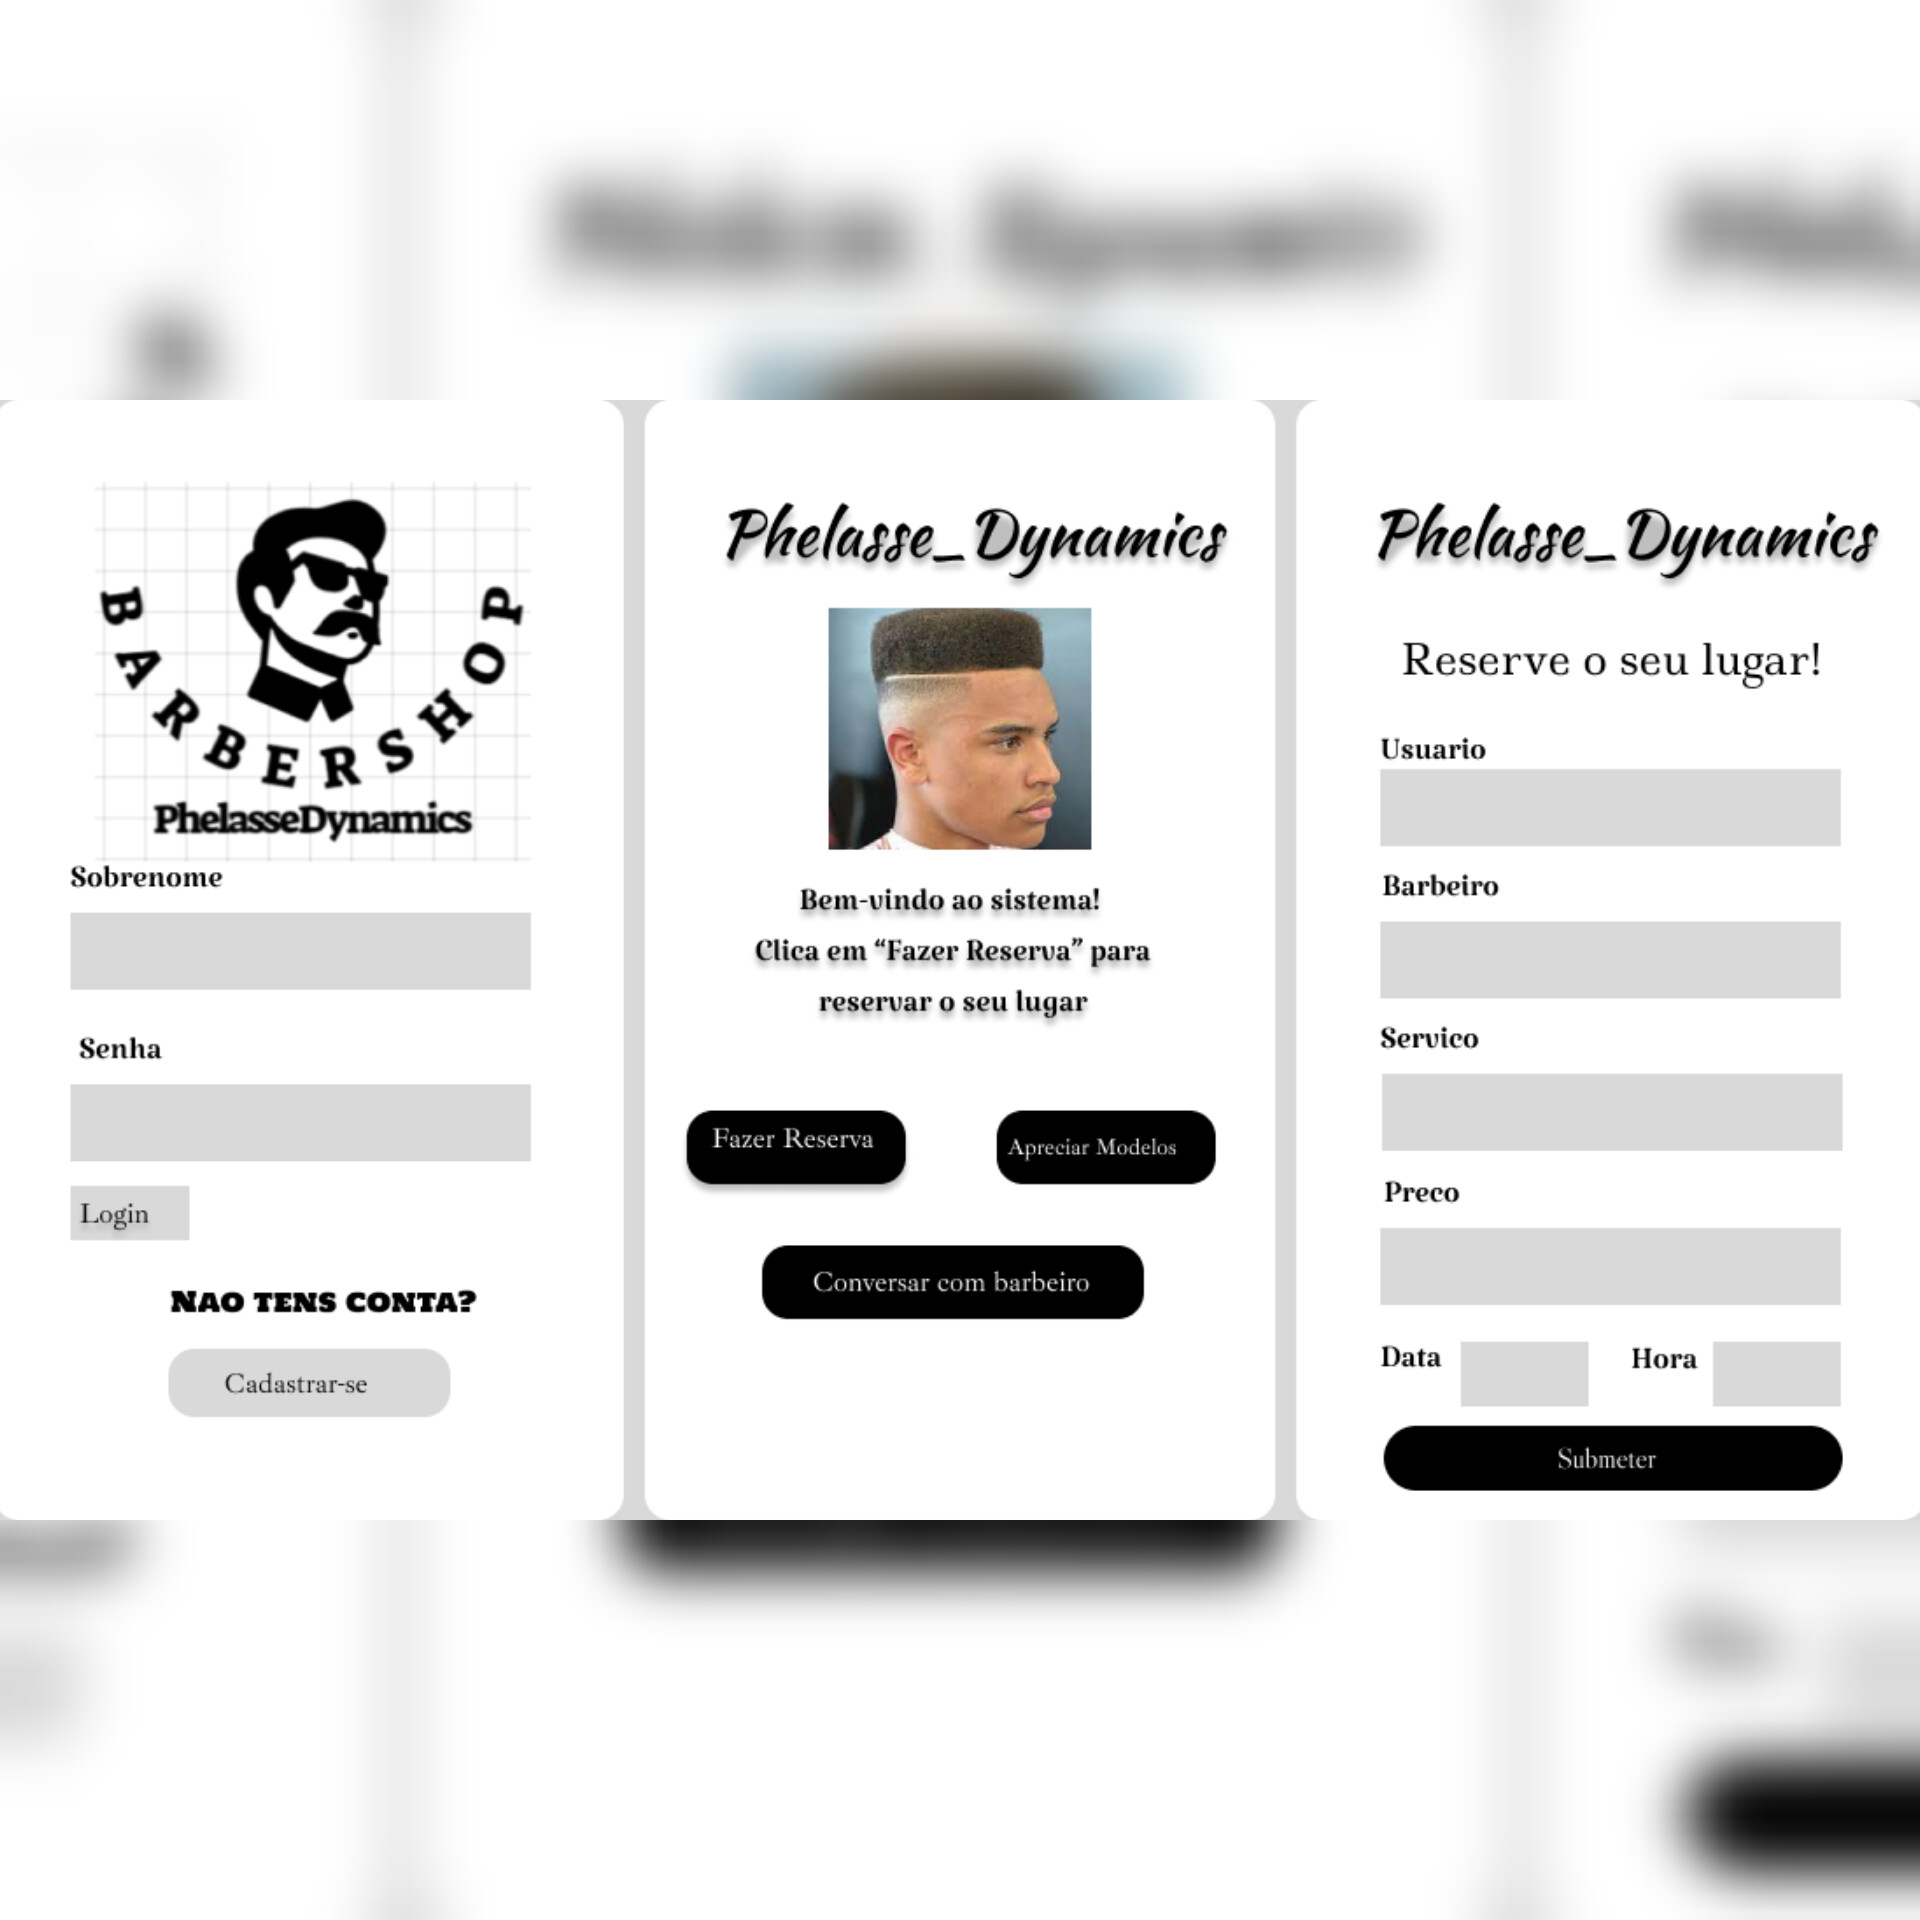 BARBERSHOP
PhelasseDynamics
Sobrenome
Senha
Login
NAO TENS CONTA?
Cadastrar-se
Phelasse_Dynamics
Bem-vindo ao sistema!
Clica em “Fazer Reserva” para
reservar o seu lugar
Fazer Reserva
Apreciar Modelos
Conversar com barbeiro
Phelasse_Dynamics
Reserve o seu lugar!
Usuario
Barbeiro
Servico
Preco
Data
Hora
Submeter